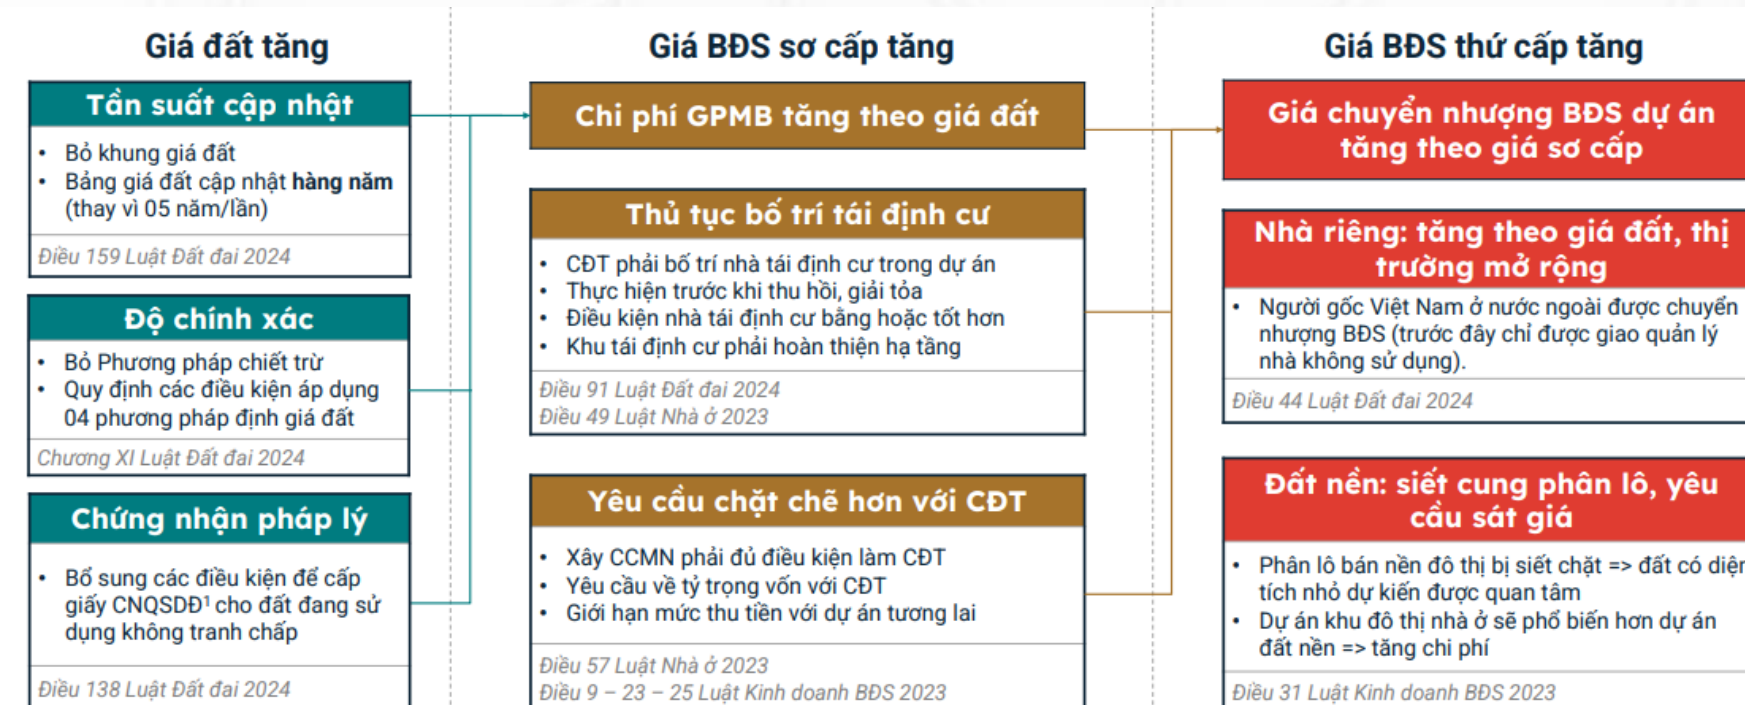 Giá đất tăng
Tần suất cập nhật
• Bỏ khung giá đất
• Bảng giá đất cập nhật hàng năm
(thay vì 05 năm/lần)
Điều 159 Luật Đất đai 2024
Độ chính xác
• Bỏ Phương pháp chiết trừ
• Quy định các điều kiện áp dụng
04 phương pháp định giá đất
Chương XI Luật Đất đai 2024
Chứng nhận pháp lý
• Bổ sung các điều kiện để cấp
giấy CNQSDĐ¹ cho đất đang sử
dụng không tranh chấp
Điều 138 Luật Đất đai 2024
Giá BĐS sơ cấp tăng
Chi phí GPMB tăng theo giá đất
Thủ tục bố trí tái định cư
• CĐT phải bố trí nhà tái định cư trong dự án
• Thực hiện trước khi thu hồi, giải tỏa
• Điều kiện nhà tái định cư bằng hoặc tốt hơn
• Khu tái định cư phải hoàn thiện hạ tầng
Điều 91 Luật Đất đai 2024
Điều 49 Luật Nhà ở 2023
Yêu cầu chặt chẽ hơn với CĐT
• Xây CCMN phải đủ điều kiện làm CĐT
• Yêu cầu về tỷ trọng vốn với CĐT
• Giới hạn mức thu tiền với dự án tương lai
Điều 57 Luật Nhà ở 2023
Điều 9 – 23 – 25 Luật Kinh doanh BĐS 2023
Giá BĐS thứ cấp tăng
Giá chuyển nhượng BĐS dự án
tăng theo giá sơ cấp
Nhà riêng: tăng theo giá đất, thị
trường mở rộng
• Người gốc Việt Nam ở nước ngoài được chuyển
nhượng BĐS (trước đây chỉ được giao quản lý
nhà không sử dụng).
Điều 44 Luật Đất đai 2024
Đất nền: siết cung phân lô, yêu
cầu sát giá
• Phân lô bán nền đô thị bị siết chặt => đất có diện
tích nhỏ dự kiến được quan tâm
• Dự án khu đô thị nhà ở sẽ phổ biến hơn dự án
đất nền => tăng chi phí
Điều 31 Luật Kinh doanh BĐS 2023